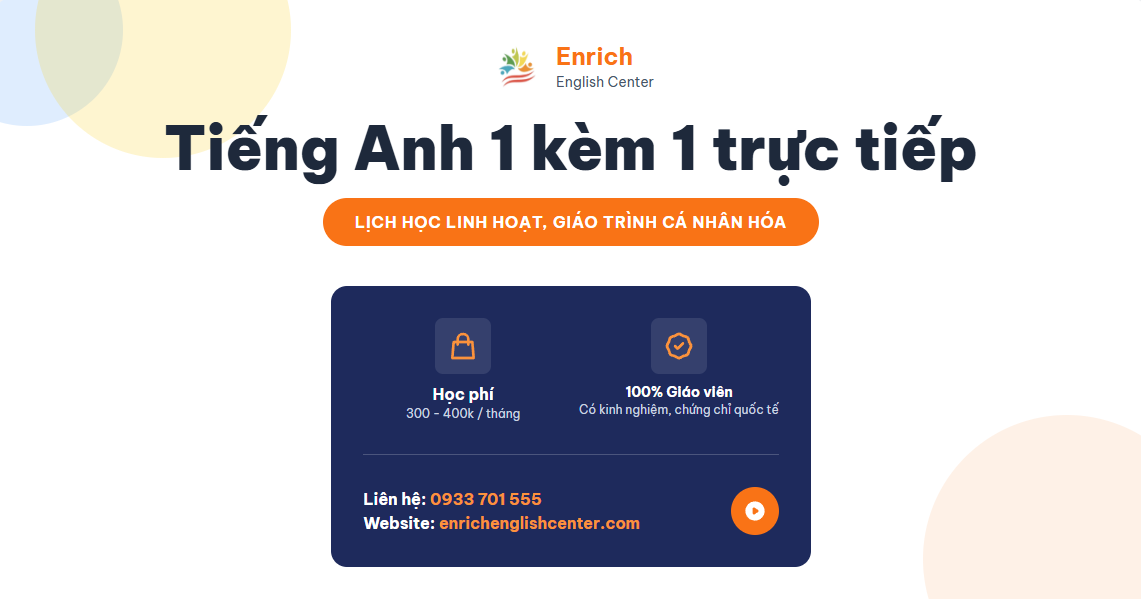 Enrich
English Center
Tiếng Anh 1 kèm 1 trực tiếp
LỊCH HỌC LINH HOẠT, GIÁO TRÌNH CÁ NHÂN HÓA
Học phí
300 - 400k / tháng
100% Giáo viên
Có kinh nghiệm, chứng chỉ quốc tế
Liên hệ: 0933 701 555
Website: enrichenglishcenter.com